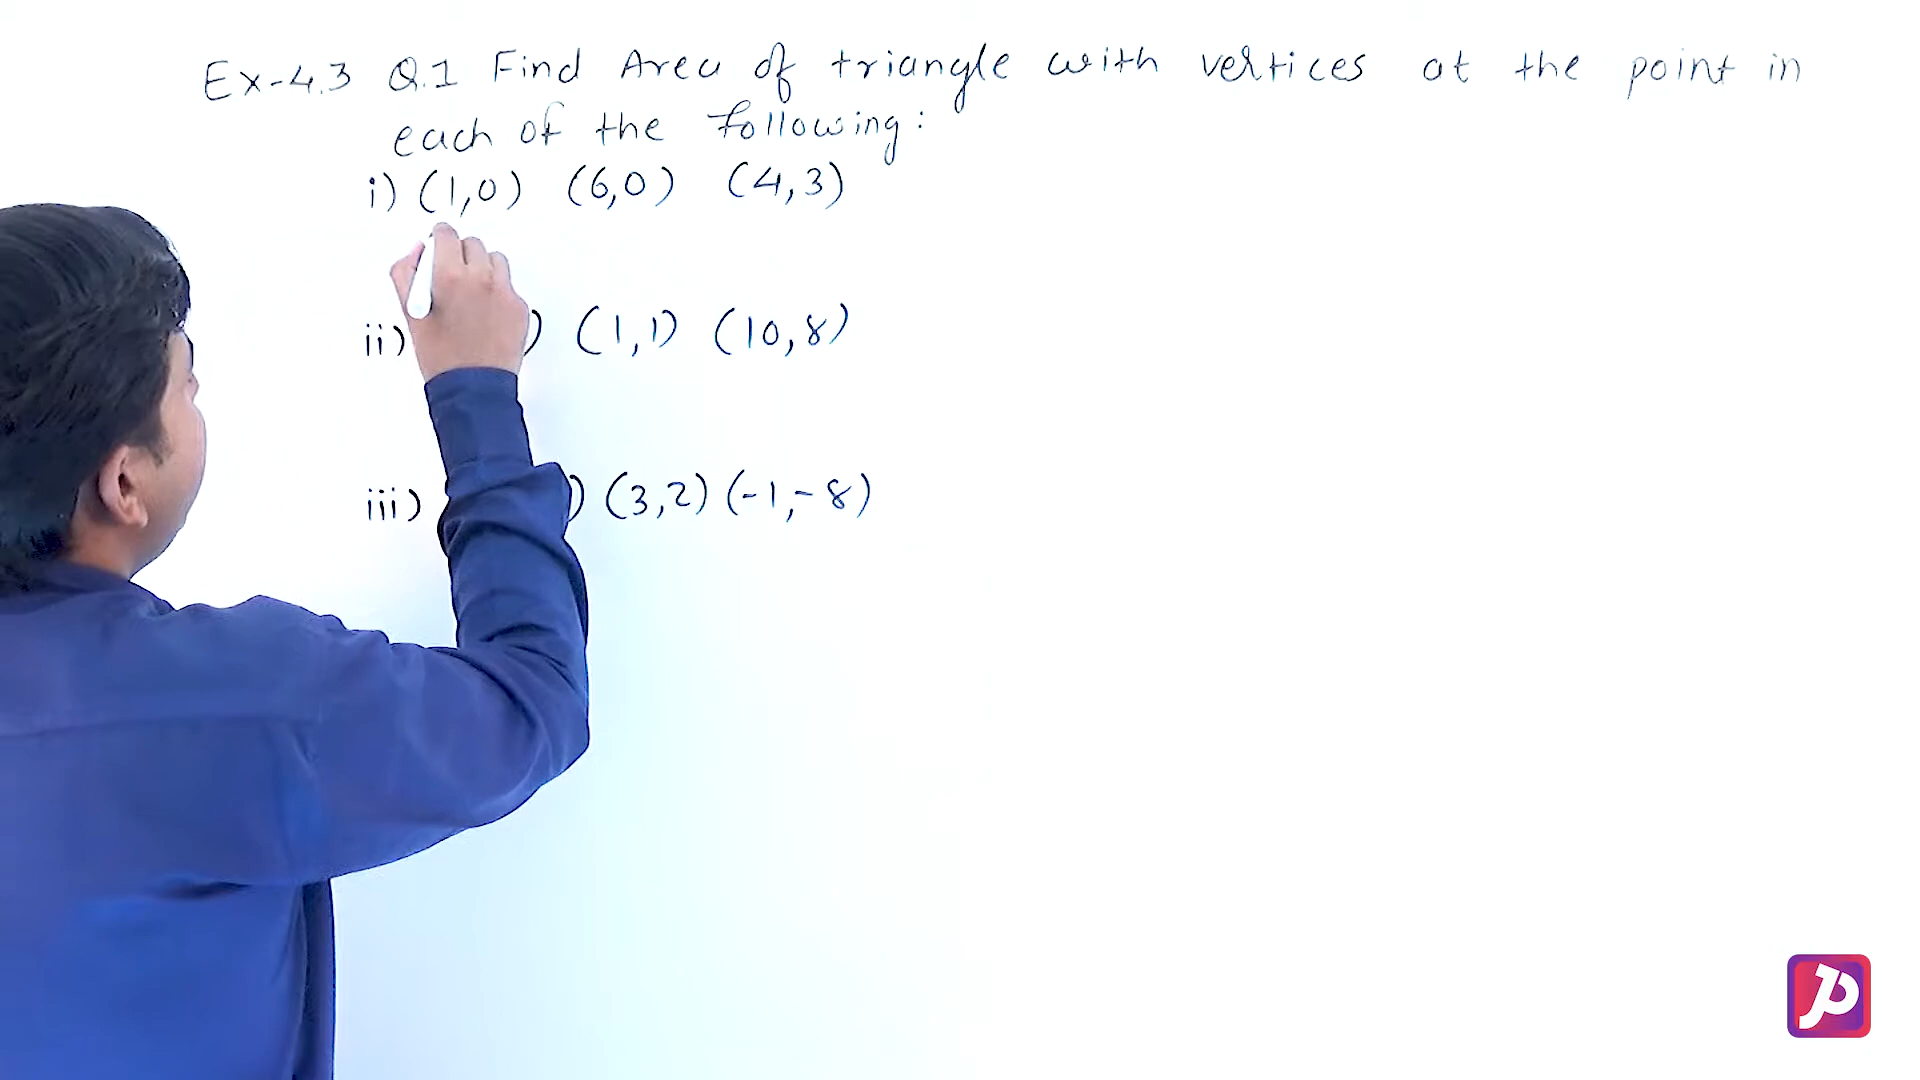 Ex-4.3 Q.1 Find Area of triangle with vertices at the point in
each of the following:
i) (1,0) (6,0) (4,3)
ii) ) (1,1) (10,8)
iii) ( ) (3,2) (-1,-8)